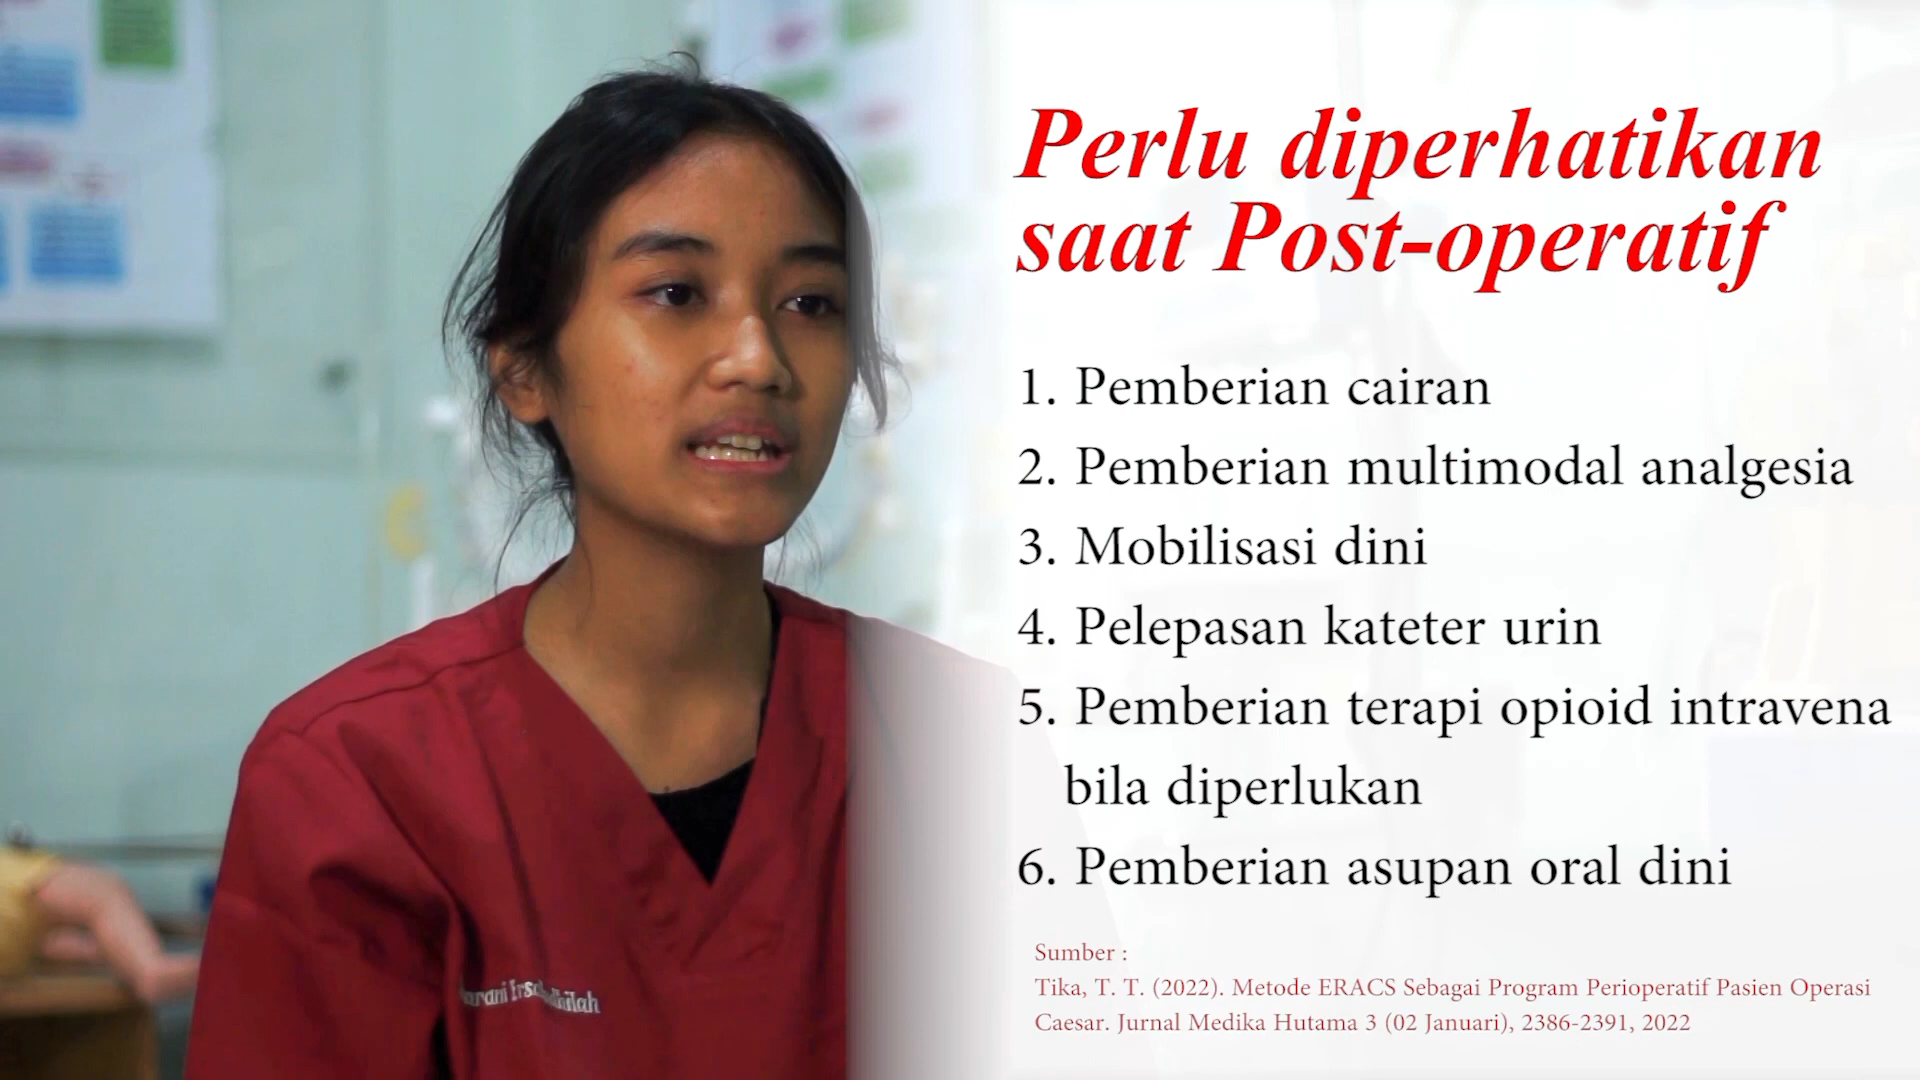 Perlu diperhatikan
saat Post-operatif
1. Pemberian cairan
2. Pemberian multimodal analgesia
3. Mobilisasi dini
4. Pelepasan kateter urin
5. Pemberian terapi opioid intravena
bila diperlukan
6. Pemberian asupan oral dini
Sumber :
Tika, T. T. (2022). Metode ERACS Sebagai Program Perioperatif Pasien Operasi
Caesar. Jurnal Medika Hutama 3 (02 Januari), 2386-2391, 2022